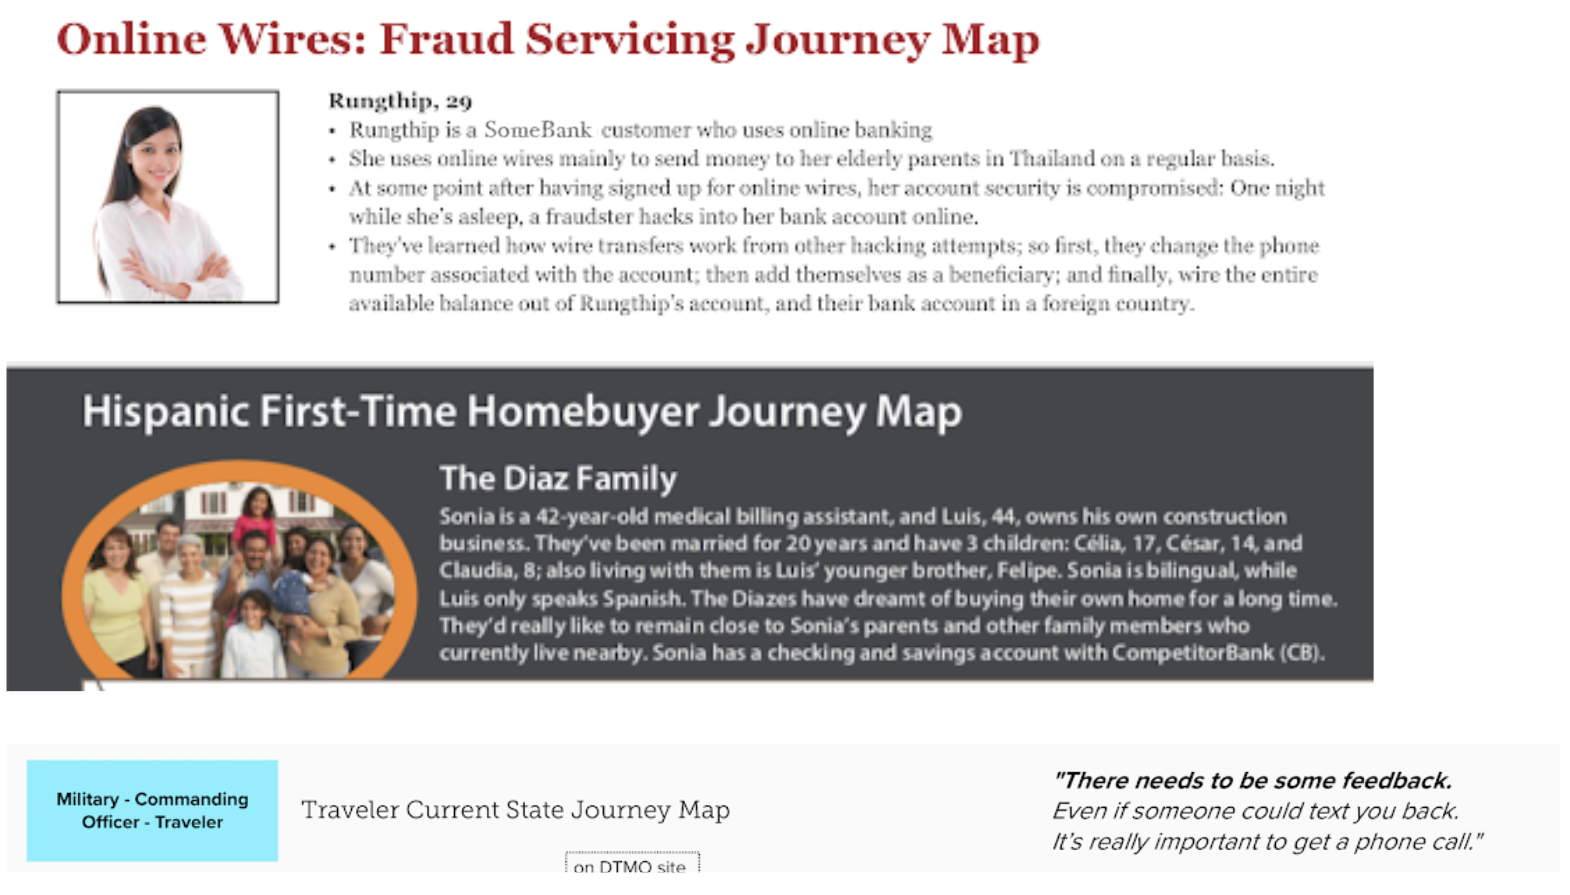 Online Wires: Fraud Servicing Journey Map
Rungthip, 29
• Rungthip is a SomeBank customer who uses online banking
• She uses online wires mainly to send money to her elderly parents in Thailand on a regular basis.
• At some point after having signed up for online wires, her account security is compromised: One night
while she's asleep, a fraudster hacks into her bank account online.
• They've learned how wire transfers work from other hacking attempts; so first, they change the phone
number associated with the account; then add themselves as a beneficiary; and finally, wire the entire
available balance out of Rungthip's account, and their bank account in a foreign country.
Hispanic First-Time Homebuyer Journey Map
The Diaz Family
Sonia is a 42-year-old medical billing assistant, and Luis, 44, owns his own construction
business. They've been married for 20 years and have 3 children: Célia, 17, César, 14, and
Claudia, 8; also living with them is Luis' younger brother, Felipe. Sonia is bilingual, while
Luis only speaks Spanish. The Diazes have dreamt of buying their own home for a long time.
They'd really like to remain close to Sonia's parents and other family members who
currently live nearby. Sonia has a checking and savings account with CompetitorBank (CB).
Military - Commanding
Officer - Traveler
Traveler Current State Journey Map
"There needs to be some feedback.
Even if someone could text you back.
It's really important to get a phone call."
on DTMO site